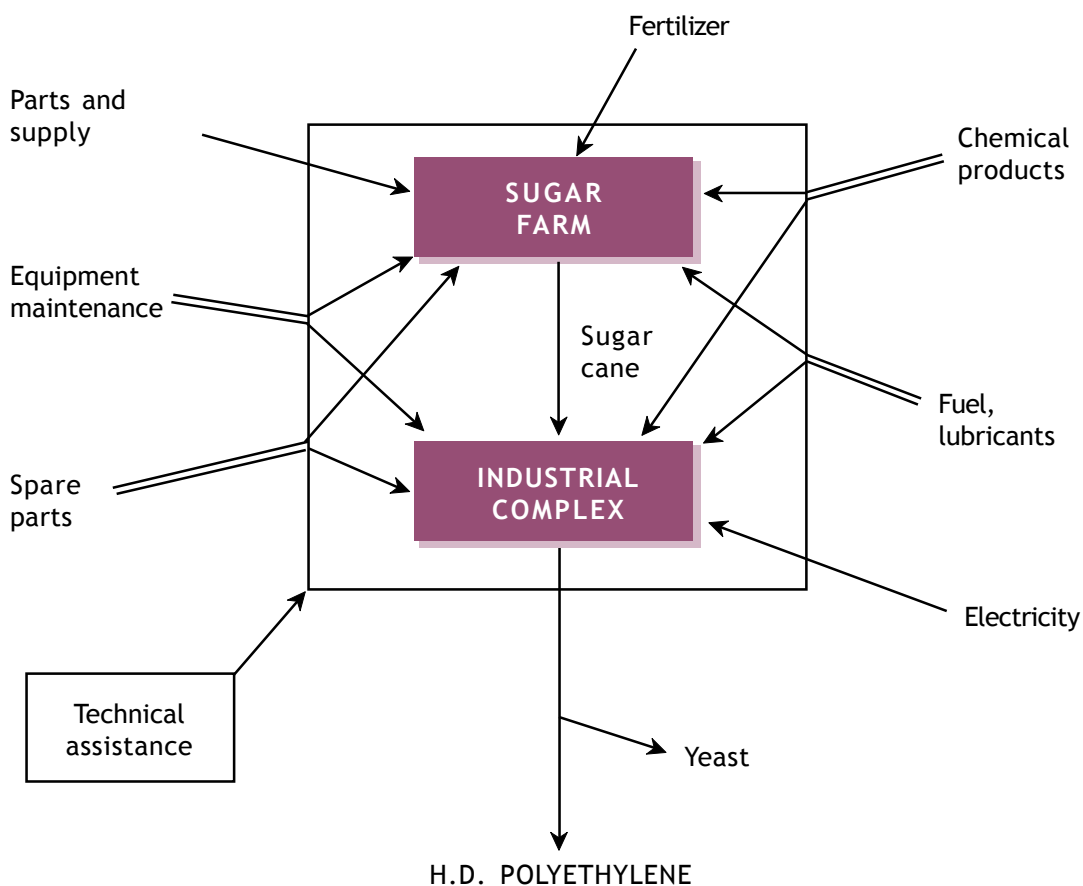 Fertilizer
Parts and
supply
Chemical
products
SUGAR
FARM
Equipment
maintenance
Sugar
cane
Fuel,
lubricants
Spare
parts
INDUSTRIAL
COMPLEX
Electricity
Technical
assistance
Yeast
H.D. POLYETHYLENE